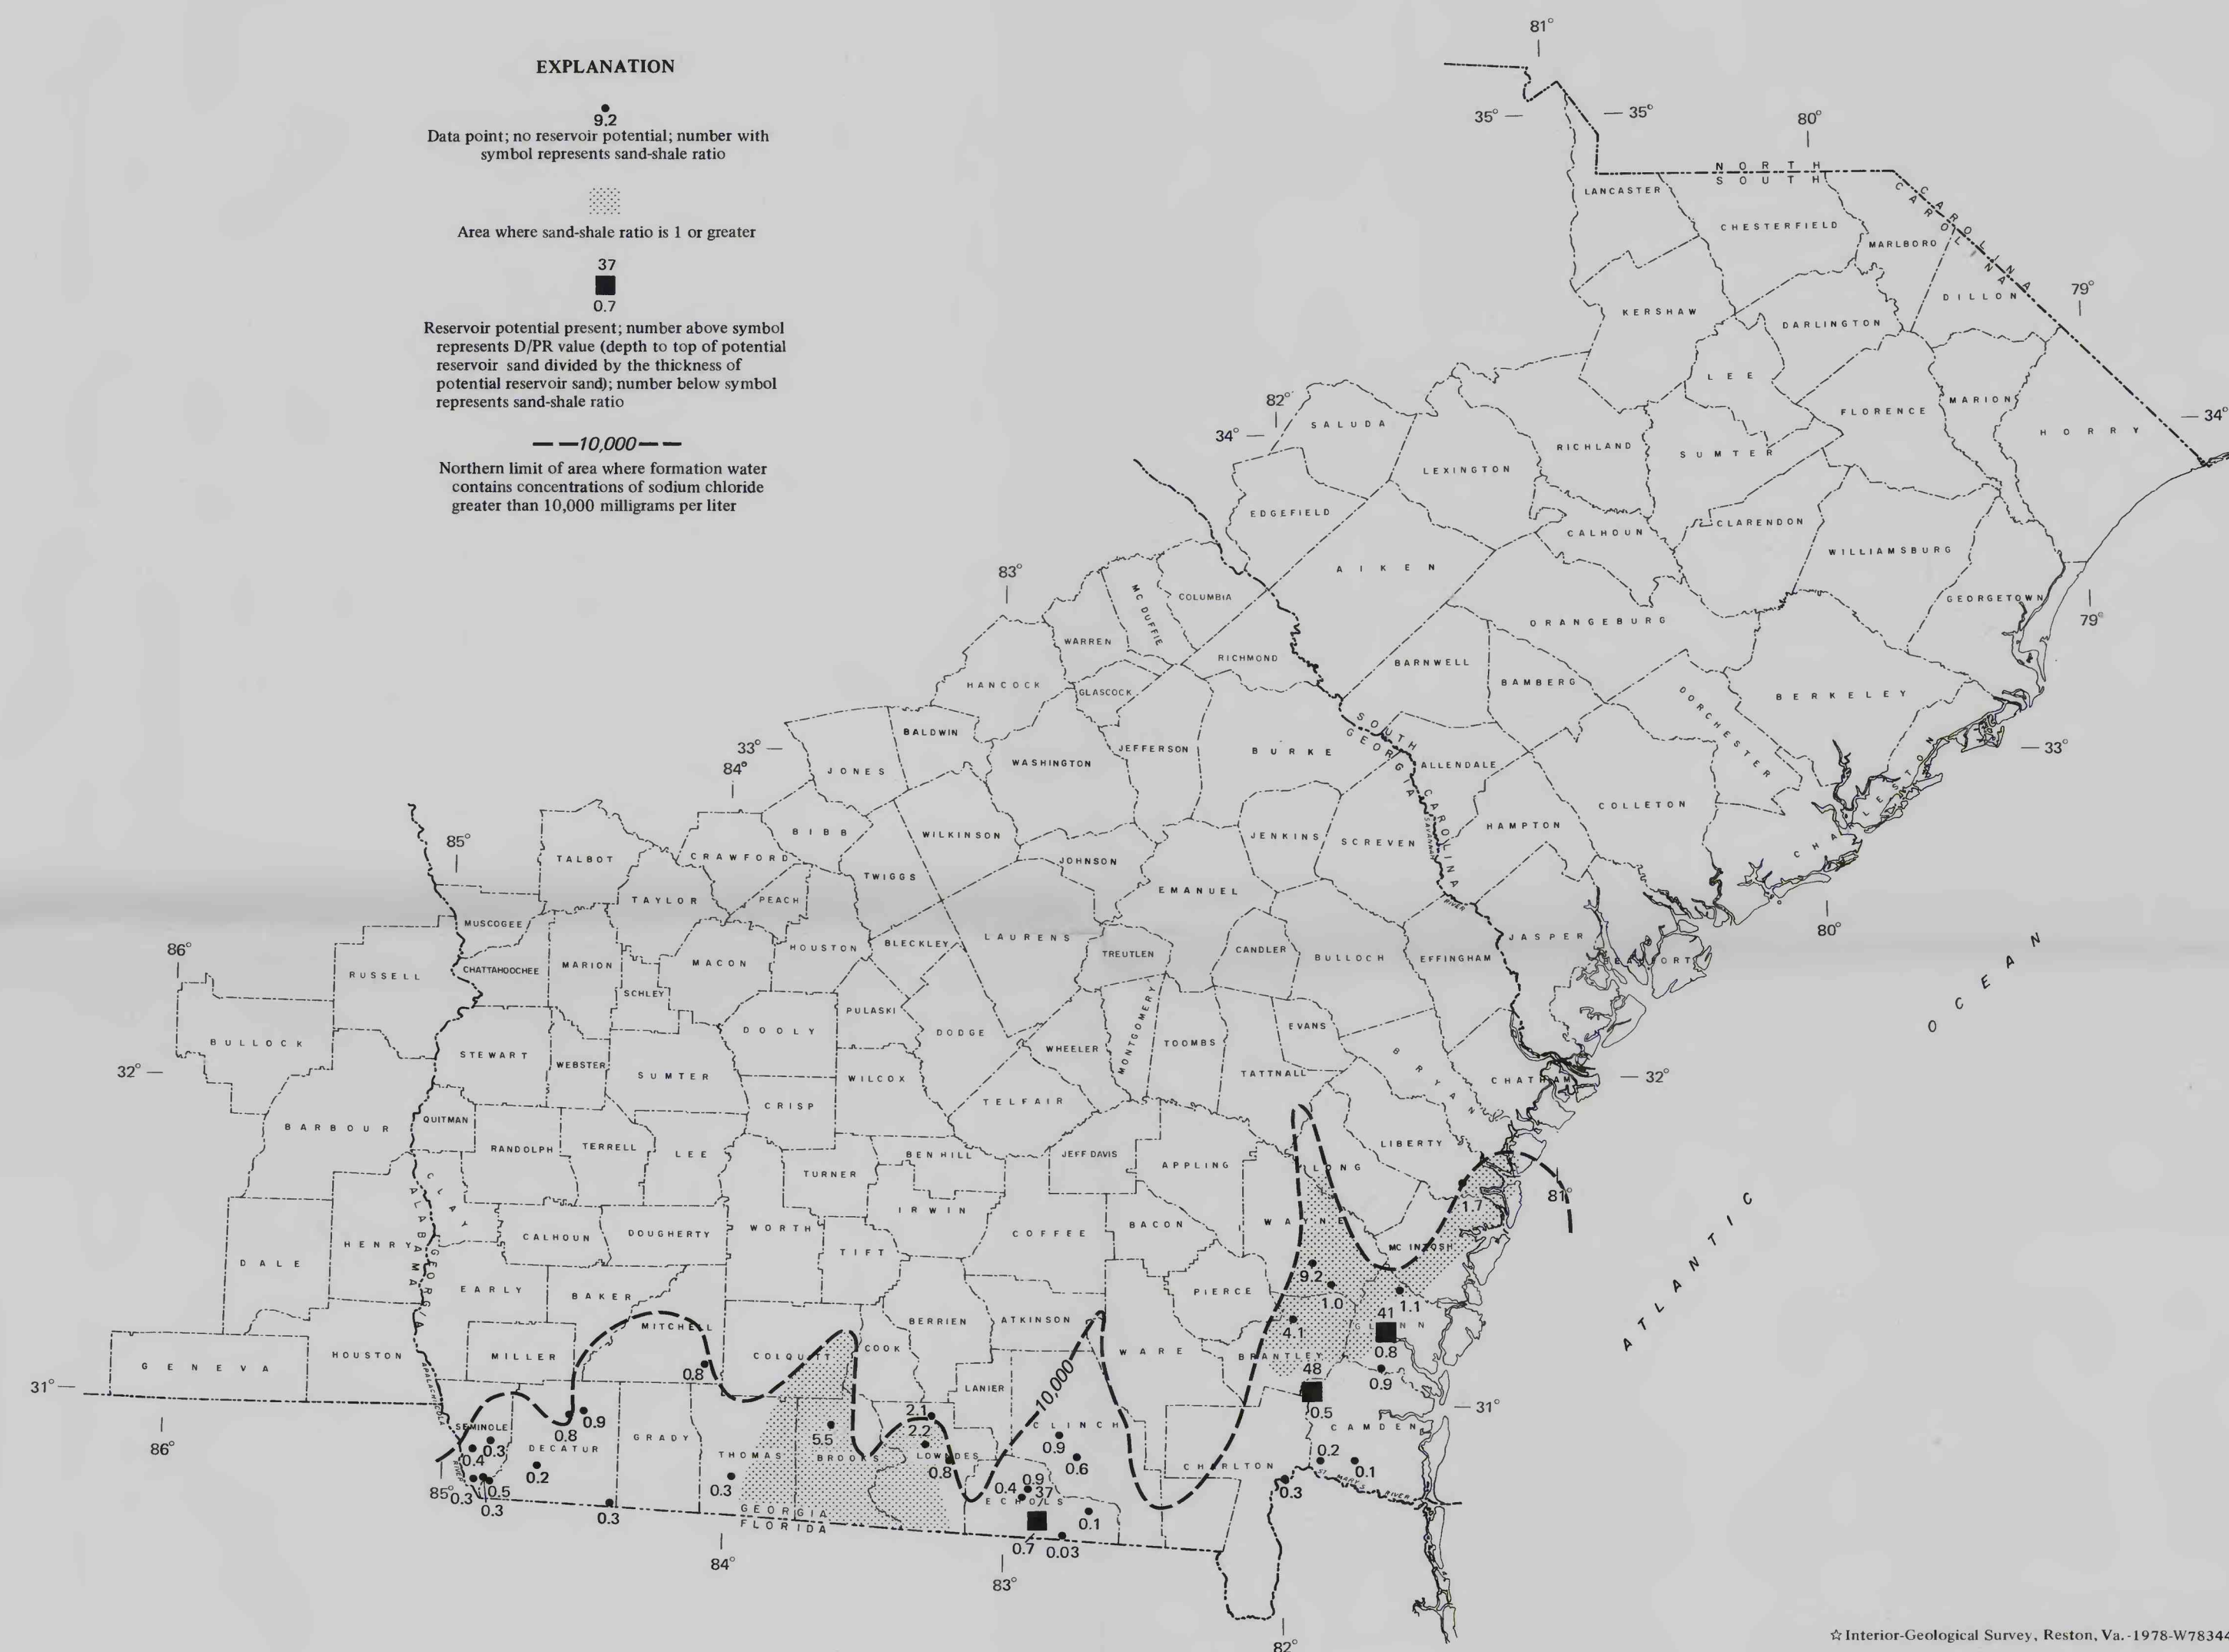 EXPLANATION
9.2
Data point; no reservoir potential; number with
symbol represents sand-shale ratio
Area where sand-shale ratio is 1 or greater
37
0.7
Reservoir potential present; number above symbol
represents D/PR value (depth to top of potential
reservoir sand divided by the thickness of
potential reservoir sand); number below symbol
represents sand-shale ratio
10,000
Northern limit of area where formation water
contains concentrations of sodium chloride
greater than 10,000 milligrams per liter
81°
35°
35°
80°
NORTH CAROLINA
SOUTH CAROLINA
LANCASTER
CHESTERFIELD
MARLBORO
DILLON
79°
KERSHAW
DARLINGTON
LEE
82°
34°
SALUDA
FLORENCE
MARION
34°
HORRY
LEXINGTON
RICHLAND
SUMTER
EDGEFIELD
CALHOUN
CLARENDON
WILLIAMSBURG
83°
AIKEN
MC DUFFIE
COLUMBIA
GEORGETOWN
79°
WARREN
ORANGEBURG
RICHMOND
BARNWELL
HANCOCK
GLASCOCK
BAMBERG
DORCHESTER
BERKELEY
33°
84°
BALDWIN
JONES
WASHINGTON
JEFFERSON
BURKE
SOUTH CAROLINA
GEORGIA
SAVANNAH
RIVER
ALLENDALE
33°
COLLETON
CHARLESTON
85°
BIBB
WILKINSON
JENKINS
SCREVEN
HAMPTON
TALBOT
CRAWFORD
JOHNSON
TWIGGS
EMANUEL
TAYLOR
PEACH
80°
MUSCOGEE
HOUSTON
BLECKLEY
LAURENS
TREUTLEN
CANDLER
BULLOCH
EFFINGHAM
JASPER
BEAUFORT
86°
RUSSELL
CHATTAHOOCHEE
MARION
MACON
SCHLEY
PULASKI
ATLANTIC OCEAN
BULLOCK
DOOLY
DODGE
WHEELER
MONTGOMERY
TOOMBS
EVANS
BRYAN
STEWART
WEBSTER
SUMTER
WILCOX
TATTNALL
CHATHAM
32°
32°
CRISP
TELFAIR
BARBOUR
QUITMAN
RANDOLPH
TERRELL
LEE
BEN HILL
JEFF DAVIS
APPLING
LIBERTY
LONG
TURNER
81°
CLAY
ALABAMA
GEORGIA
CALHOUN
DOUGHERTY
WORTH
IRWIN
COFFEE
BACON
WAYNE
1.7
MC INTOSH
HENRY
DALE
TIFT
EARLY
BAKER
PIERCE
9.2
1.0
1.1
41
GLYNN
0.8
4.1
MITCHELL
BERRIEN
ATKINSON
GENEVA
HOUSTON
MILLER
COLQUITT
COOK
WARE
BRANTLEY
48
0.5
0.9
31°
APALACHICOLA
RIVER
0.8
LANIER
10,000
31°
86°
SEMINOLE
0.3
0.4
0.8
0.9
DECATUR
GRADY
THOMAS
5.5
BROOKS
2.1
2.2
LOWNDES
0.8
CLINCH
0.9
0.6
CHARLTON
CAMDEN
0.2
0.1
ST. MARYS RIVER
0.3
85°
0.3
0.5
0.3
0.2
0.3
0.3
GEORGIA
FLORIDA
0.4
0.9
37
ECHOLS
0.1
0.7
0.03
84°
83°
82°
☆ Interior-Geological Survey, Reston, Va.-1978-W78344